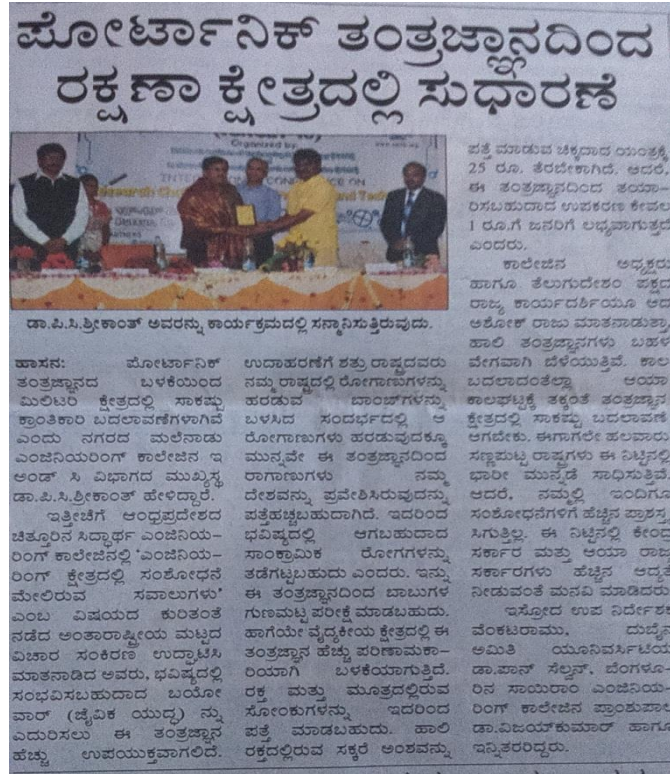 ಪೋರ್ಟಾನಿಕ್ ತಂತ್ರಜ್ಞಾನದಿಂದ
ರಕ್ಷಣಾ ಕ್ಷೇತ್ರದಲ್ಲಿ ಸುಧಾರಣೆ
Organized by
ಡಾ.ಪಿ.ಸಿ.ಶ್ರೀಕಾಂತ್ ಅವರನ್ನು ಕಾರ್ಯಕ್ರಮದಲ್ಲಿ ಸನ್ಮಾನಿಸುತ್ತಿರುವುದು.
ಹಾಸನ: ಪೋರ್ಟಾನಿಕ್
ತಂತ್ರಜ್ಞಾನದ ಬಳಕೆಯಿಂದ
ಮಿಲಿಟರಿ ಕ್ಷೇತ್ರದಲ್ಲಿ ಸಾಕಷ್ಟು
ಕ್ರಾಂತಿಕಾರಿ ಬದಲಾವಣೆಗಳಾಗಿವೆ
ಎಂದು ನಗರದ ಮಲೆನಾಡು
ಎಂಜಿನಿಯರಿಂಗ್ ಕಾಲೇಜಿನ ಇ
ಅಂಡ್ ಸಿ ವಿಭಾಗದ ಮುಖ್ಯಸ್ಥ
ಡಾ.ಪಿ.ಸಿ.ಶ್ರೀಕಾಂತ್ ಹೇಳಿದ್ದಾರೆ.
ಇತ್ತೀಚಿಗೆ ಆಂಧ್ರಪ್ರದೇಶದ
ಚಿತ್ತೂರಿನ ಸಿದ್ದಾರ್ಥ ಎಂಜಿನಿಯ-
ರಿಂಗ್ ಕಾಲೇಜಿನಲ್ಲಿ 'ಎಂಜಿನಿಯ-
ರಿಂಗ್ ಕ್ಷೇತ್ರದಲ್ಲಿ ಸಂಶೋಧನೆ
ಮೇಲಿರುವ ಸವಾಲುಗಳು'
ಎಂಬ ವಿಷಯದ ಕುರಿತಂತೆ
ನಡೆದ ಅಂತಾರಾಷ್ಟ್ರೀಯ ಮಟ್ಟದ
ವಿಚಾರ ಸಂಕಿರಣ ಉದ್ಘಾಟಿಸಿ
ಮಾತನಾಡಿದ ಅವರು, ಭವಿಷ್ಯದಲ್ಲಿ
ಸಂಭವಿಸಬಹುದಾದ ಬಯೋ
ವಾರ್ (ಜೈವಿಕ ಯುದ್ಧ) ನ್ನು
ಎದುರಿಸಲು ಈ ತಂತ್ರಜ್ಞಾನ
ಹೆಚ್ಚು ಉಪಯುಕ್ತವಾಗಲಿದೆ.
ಉದಾಹರಣೆಗೆ ಶತ್ರು ರಾಷ್ಟ್ರದವರು
ನಮ್ಮ ರಾಷ್ಟ್ರದಲ್ಲಿ ರೋಗಾಣುಗಳನ್ನು
ಹರಡುವ ಬಾಂಬ್‌ಗಳನ್ನು
ಬಳಸಿದ ಸಂದರ್ಭದಲ್ಲಿ ಆ
ರೋಗಾಣುಗಳು ಹರಡುವುದಕ್ಕೂ
ಮುನ್ನವೇ ಈ ತಂತ್ರಜ್ಞಾನದಿಂದ
ರಾಗಾಣುಗಳು ನಮ್ಮ
ದೇಶವನ್ನು ಪ್ರವೇಶಿಸಿರುವುದನ್ನು
ಪತ್ತೆಹಚ್ಚಬಹುದಾಗಿದೆ. ಇದರಿಂದ
ಭವಿಷ್ಯದಲ್ಲಿ ಆಗಬಹುದಾದ
ಸಾಂಕ್ರಾಮಿಕ ರೋಗಗಳನ್ನು
ತಡೆಗಟ್ಟಬಹುದು ಎಂದರು. ಇನ್ನು
ಈ ತಂತ್ರಜ್ಞಾನದಿಂದ ಬಾಬುಗಳ
ಗುಣಮಟ್ಟ ಪರೀಕ್ಷೆ ಮಾಡಬಹುದು.
ಹಾಗೆಯೇ ವೈದ್ಯಕೀಯ ಕ್ಷೇತ್ರದಲ್ಲಿ ಈ
ತಂತ್ರಜ್ಞಾನ ಹೆಚ್ಚು ಪರಿಣಾಮಕಾ-
ರಿಯಾಗಿ ಬಳಕೆಯಾಗುತ್ತಿದೆ.
ರಕ್ತ ಮತ್ತು ಮೂತ್ರದಲ್ಲಿರುವ
ಸೋಂಕುಗಳನ್ನು ಇದರಿಂದ
ಪತ್ತೆ ಮಾಡಬಹುದು. ಹಾಲಿ
ರಕ್ತದಲ್ಲಿರುವ ಸಕ್ಕರೆ ಅಂಶವನ್ನು
ಪತ್ತೆ ಮಾಡುವ ಚಿಕ್ಕದಾದ ಯಂತ್ರಕ್ಕೆ
25 ರೂ. ತೆರಬೇಕಾಗಿದೆ. ಆದರೆ,
ಈ ತಂತ್ರಜ್ಞಾನದಿಂದ ತಯಾ-
ರಿಸಬಹುದಾದ ಉಪಕರಣ ಕೇವಲ
1 ರೂ.ಗೆ ಜನರಿಗೆ ಲಭ್ಯವಾಗುತ್ತದೆ
ಎಂದರು.
ಕಾಲೇಜಿನ ಅಧ್ಯಕ್ಷರು
ಹಾಗೂ ತೆಲುಗುದೇಶಂ ಪಕ್ಷದ
ರಾಜ್ಯ ಕಾರ್ಯದರ್ಶಿಯೂ ಆದ
ಅಶೋಕ್ ರಾಜು ಮಾತನಾಡುತ್ತಾ
ಹಾಲಿ ತಂತ್ರಜ್ಞಾನಗಳು ಬಹಳ
ವೇಗವಾಗಿ ಬೆಳೆಯುತ್ತಿವೆ. ಕಾಲ
ಬದಲಾದಂತೆಲ್ಲಾ ಆಯಾ
ಕಾಲಘಟ್ಟಕ್ಕೆ ತಕ್ಕಂತೆ ತಂತ್ರಜ್ಞಾನ
ಕ್ಷೇತ್ರದಲ್ಲಿ ಸಾಕಷ್ಟು ಬದಲಾವಣೆ
ಆಗಬೇಕು. ಈಗಾಗಲೇ ಹಲವಾರು
ಸಣ್ಣಪುಟ್ಟ ರಾಷ್ಟ್ರಗಳು ಈ ನಿಟ್ಟಿನಲ್ಲಿ
ಭಾರೀ ಮುನ್ನಡೆ ಸಾಧಿಸುತ್ತಿವೆ.
ಆದರೆ, ನಮ್ಮಲ್ಲಿ ಇಂದಿಗೂ
ಸಂಶೋಧನೆಗಳಿಗೆ ಹೆಚ್ಚಿನ ಪ್ರಾಶಸ್ತ್ಯ
ಸಿಗುತ್ತಿಲ್ಲ. ಈ ನಿಟ್ಟಿನಲ್ಲಿ ಕೇಂದ್ರ
ಸರ್ಕಾರ ಮತ್ತು ಆಯಾ ರಾಜ್ಯ
ಸರ್ಕಾರಗಳು ಹೆಚ್ಚಿನ ಆದ್ಯತೆ
ನೀಡುವಂತೆ ಮನವಿ ಮಾಡಿದರು.
ಇಸ್ರೋದ ಉಪ ನಿರ್ದೇಶಕ
ವೆಂಕಟರಾಮು, ದುಬೈನ
ಅಮಿತಿ ಯೂನಿವರ್ಸಿಟಿಯ
ಡಾ.ಪಾನ್ ಸೆಲ್ವನ್, ಬೆಂಗಳೂ-
ರಿನ ಸಾಯಿರಾಂ ಎಂಜಿನಿಯ-
ರಿಂಗ್ ಕಾಲೇಜಿನ ಪ್ರಾಂಶುಪಾಲ
ಡಾ.ವಿಜಯ್‌ಕುಮಾರ್ ಹಾಗೂ
ಇನ್ನಿತರರಿದ್ದರು.